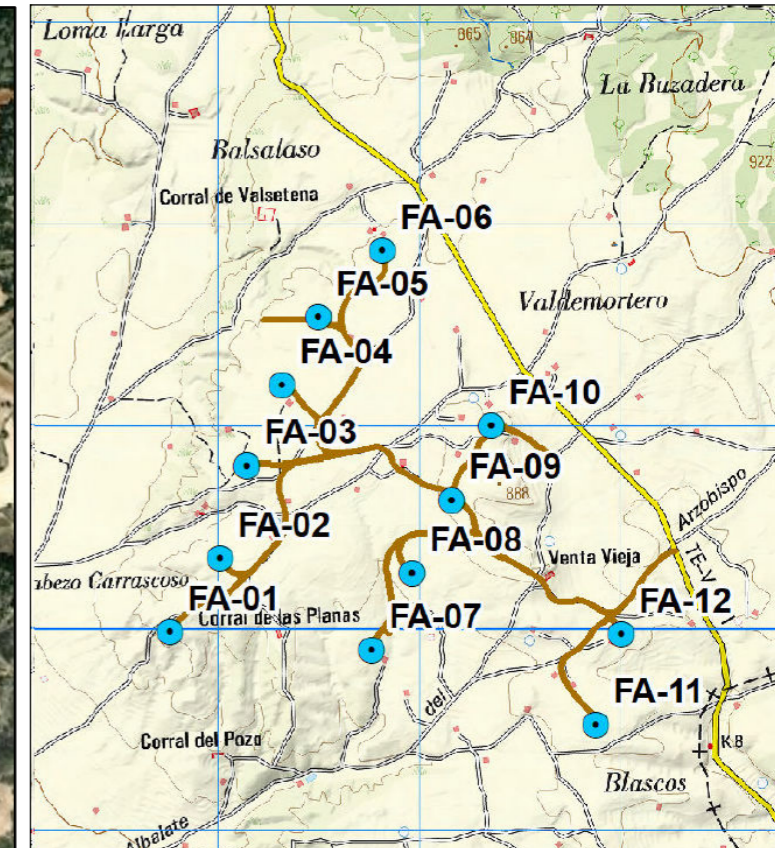 Loma Larga
865
864
La Buzadera
Balsalaso
922
Corral de Valsetena
FA-06
FA-05
Valdemortero
FA-04
FA-10
FA-03
FA-09
888
Arzobispo
FA-02
FA-08
Venta Vieja
TE-V
abezo Carrascoso
FA-01
Corral de las Planas
FA-07
FA-12
del
FA-11
Corral del Pozo
K8
Blascos
Albalate